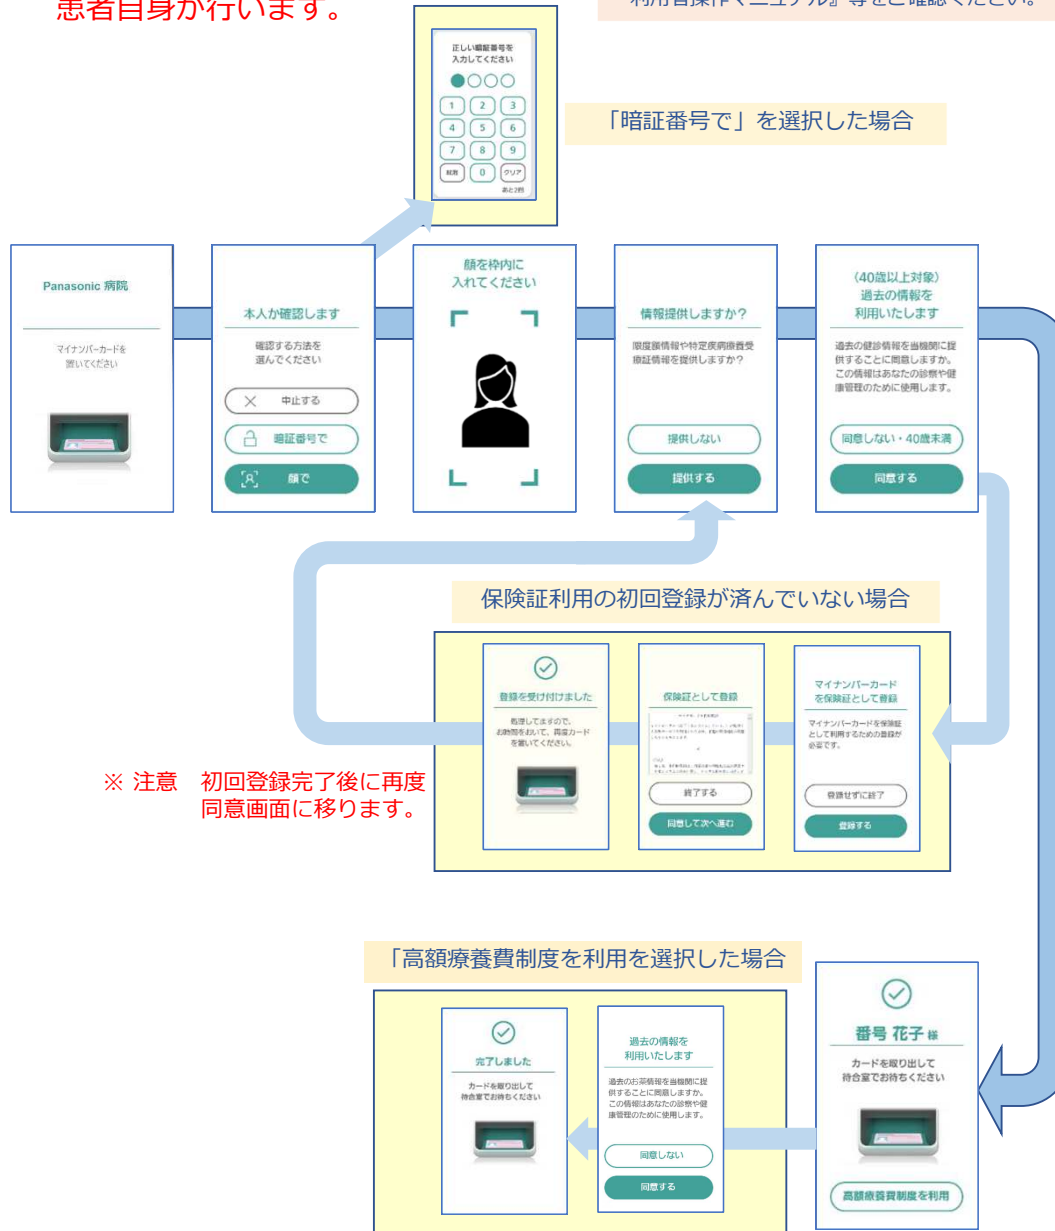 患者自身が行います。
利用者操作マニュアル』等をご確認ください。
正しい暗証番号を
入力してください
1 2 3
4 5 6
7 8 9
0 クリア
あと2回
「暗証番号で」を選択した場合
Panasonic 病院
マイナンバーカードを
置いてください
本人か確認します
確認する方法を
選んでください
中止する
暗証番号で
顔で
顔を枠内に
入れてください
情報提供しますか?
限度額情報や特定疾病療養受
療証情報を提供しますか?
提供しない
提供する
(40歳以上対象)
過去の情報を
利用いたします
過去の健診情報を当機関に提
供することに同意しますか。
この情報はあなたの診察や健
康管理のために使用します。
同意しない・40歳未満
同意する
保険証利用の初回登録が済んでいない場合
登録を受け付けました
処理してますので、
お時間をおいて、再度カード
を置いてください。
保険証として登録
終了する
同意して次へ進む
マイナンバーカード
を保険証として登録
マイナンバーカードを保険証
として利用するための登録が
必要です。
登録せずに終了
登録する
※ 注意 初回登録完了後に再度
同意画面に移ります。
「高額療養費制度を利用を選択した場合
完了しました
カードを取り出して
待合室でお待ちください
過去の情報を
利用いたします
過去のお薬情報を当機関に提
供することに同意しますか。
この情報はあなたの診察や健
康管理のために使用します。
同意しない
同意する
番号 花子 様
カードを取り出して
待合室でお待ちください
高額療養費制度を利用